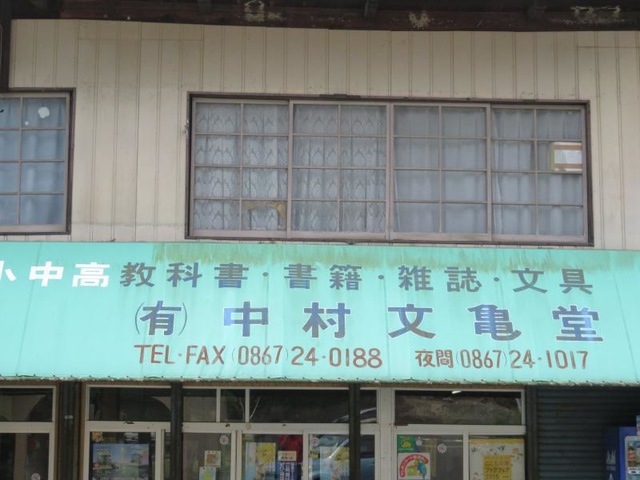 小中高教科書・書籍・雑誌・文具
(有)中村文亀堂
TEL・FAX(0867)24-0188 夜間(0867)24-1017